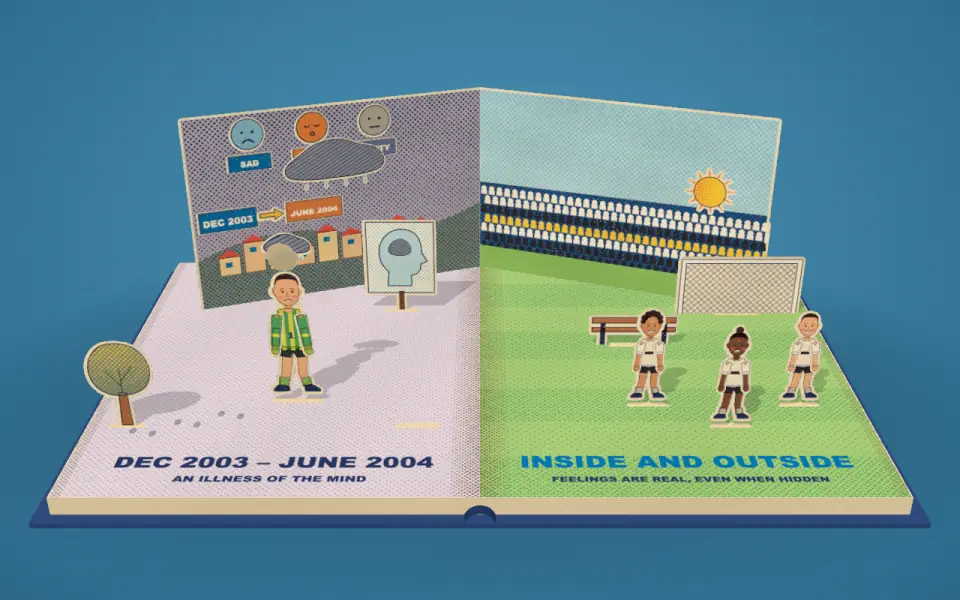 SAD
DEC 2003
JUNE 2004
DEC 2003 – JUNE 2004
AN ILLNESS OF THE MIND
INSIDE AND OUTSIDE
FEELINGS ARE REAL, EVEN WHEN HIDDEN